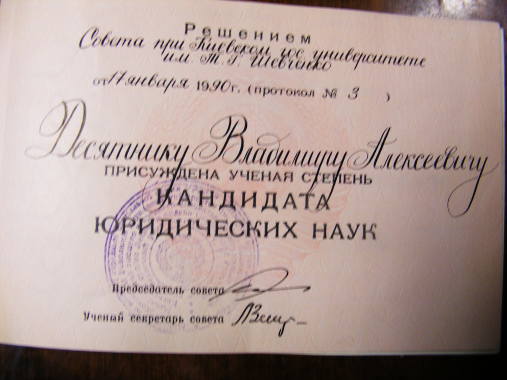 Решением
Совета при Киевском гос университете
им. Т. Г Шевченко
от 17 января 1990 г. (протокол № 3 )
Десятнику Владимиру Алексеевичу
ПРИСУЖДЕНА УЧЕНАЯ СТЕПЕНЬ
КАНДИДАТА
ЮРИДИЧЕСКИХ НАУК
Председатель совета
Ученый секретарь совета